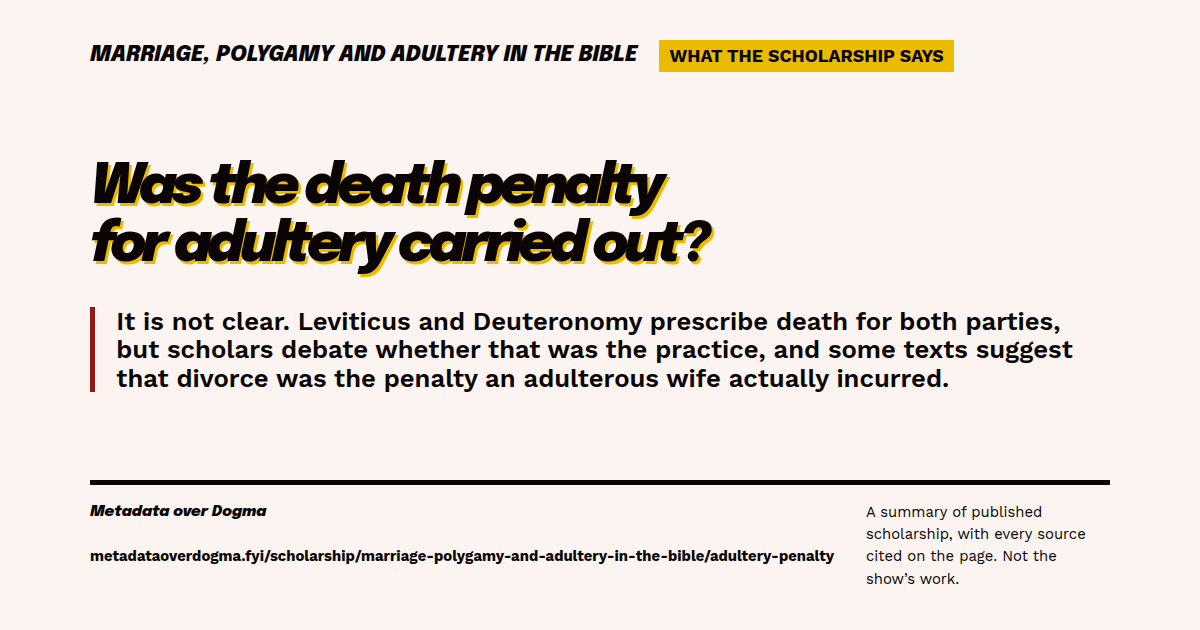 MARRIAGE, POLYGAMY AND ADULTERY IN THE BIBLE
WHAT THE SCHOLARSHIP SAYS
Was the death penalty
for adultery carried out?
It is not clear. Leviticus and Deuteronomy prescribe death for both parties,
but scholars debate whether that was the practice, and some texts suggest
that divorce was the penalty an adulterous wife actually incurred.
Metadata over Dogma
metadataoverdogma.fyi/scholarship/marriage-polygamy-and-adultery-in-the-bible/adultery-penalty
A summary of published
scholarship, with every source
cited on the page. Not the
show’s work.